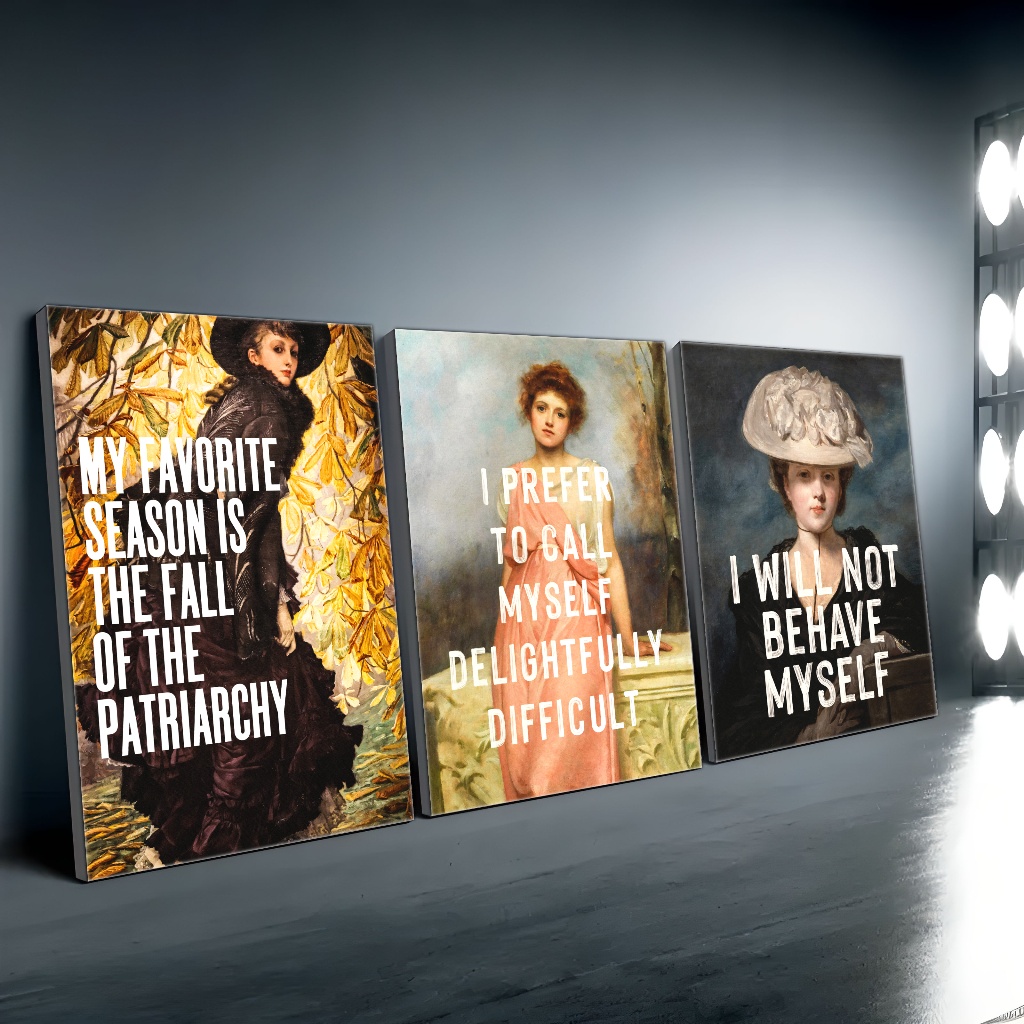 MY FAVORITE
SEASON IS
THE FALL
OF THE
PATRIARCHY
I PREFER
TO CALL
MYSELF
DELIGHTFULLY
DIFFICULT
I WILL NOT
BEHAVE
MYSELF